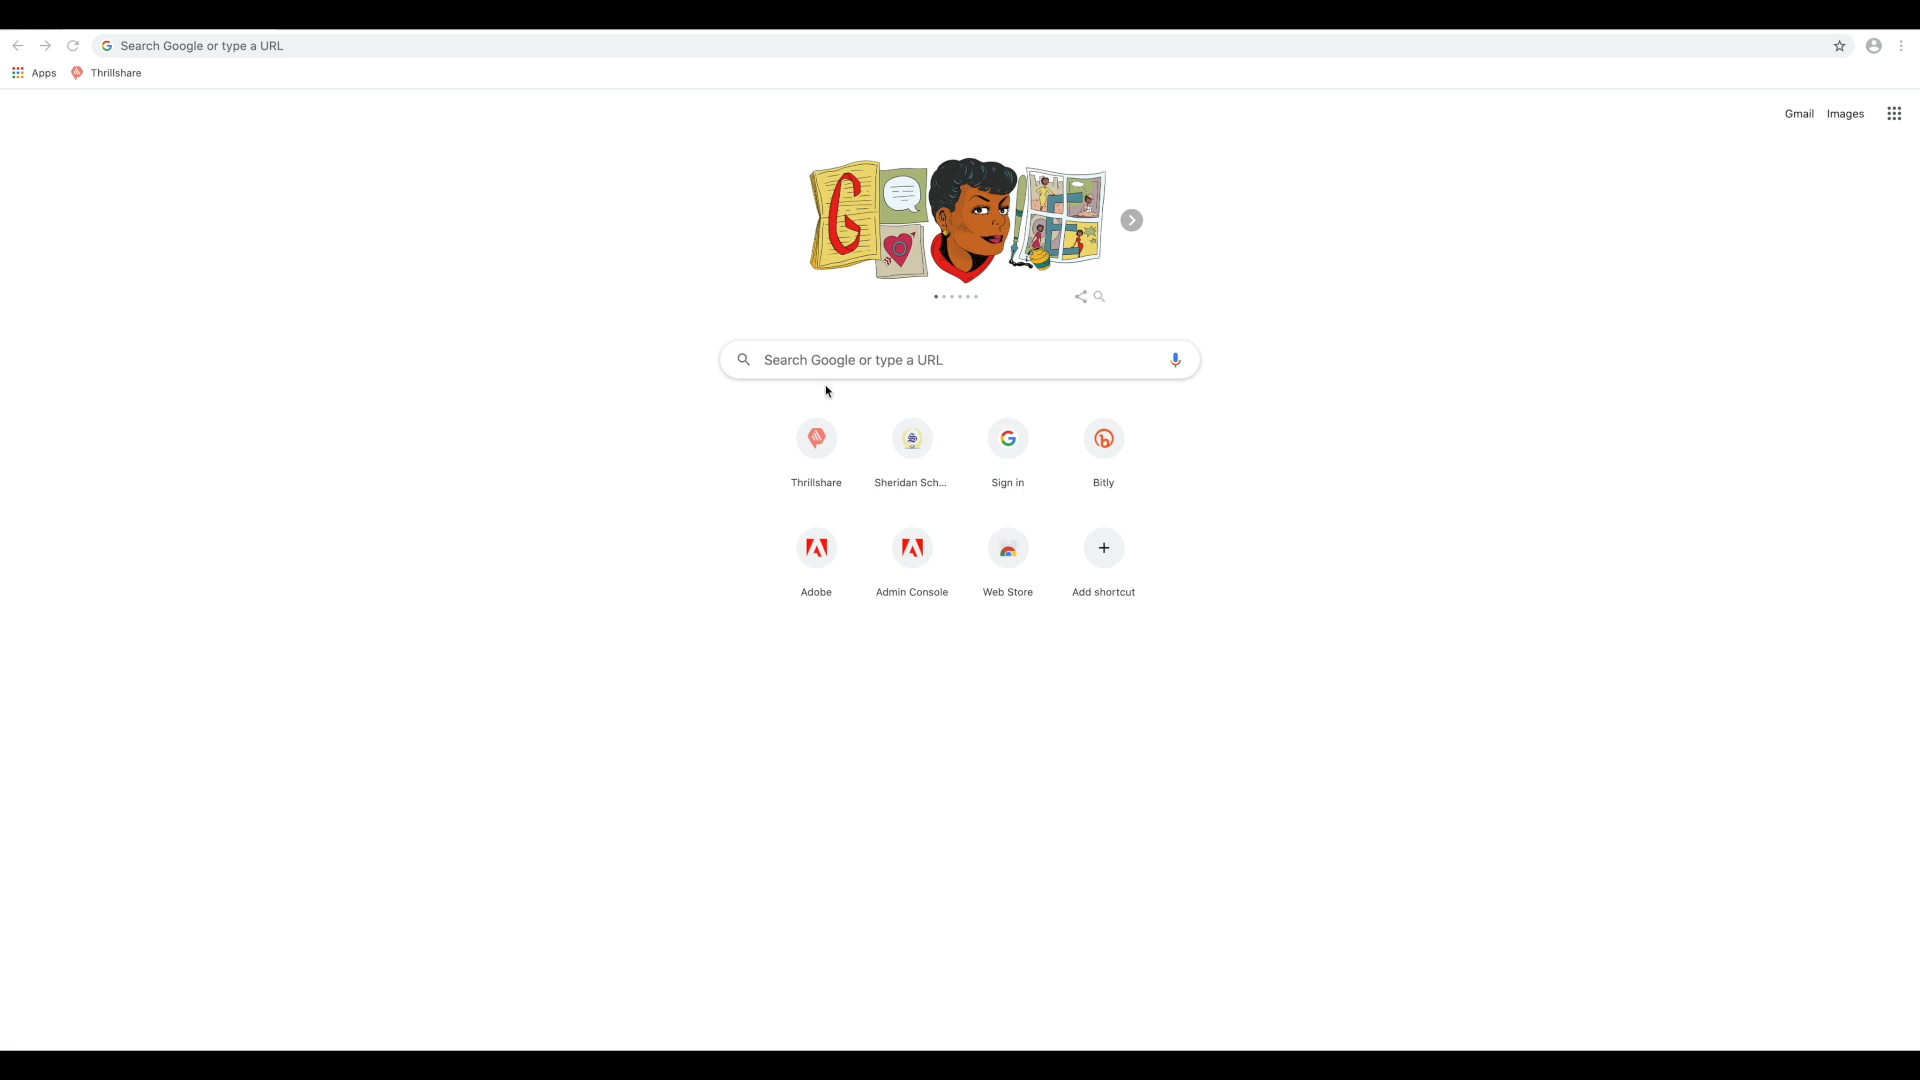 Search Google or type a URL
Apps Thrillshare
Gmail Images
Search Google or type a URL
Thrillshare Sheridan Sch... Sign in Bitly
Adobe Admin Console Web Store Add shortcut